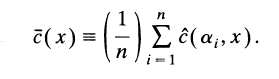 . c̄(x) ≡ (1/n) ∑_{i=1}^{n} ĉ(α_i, x).